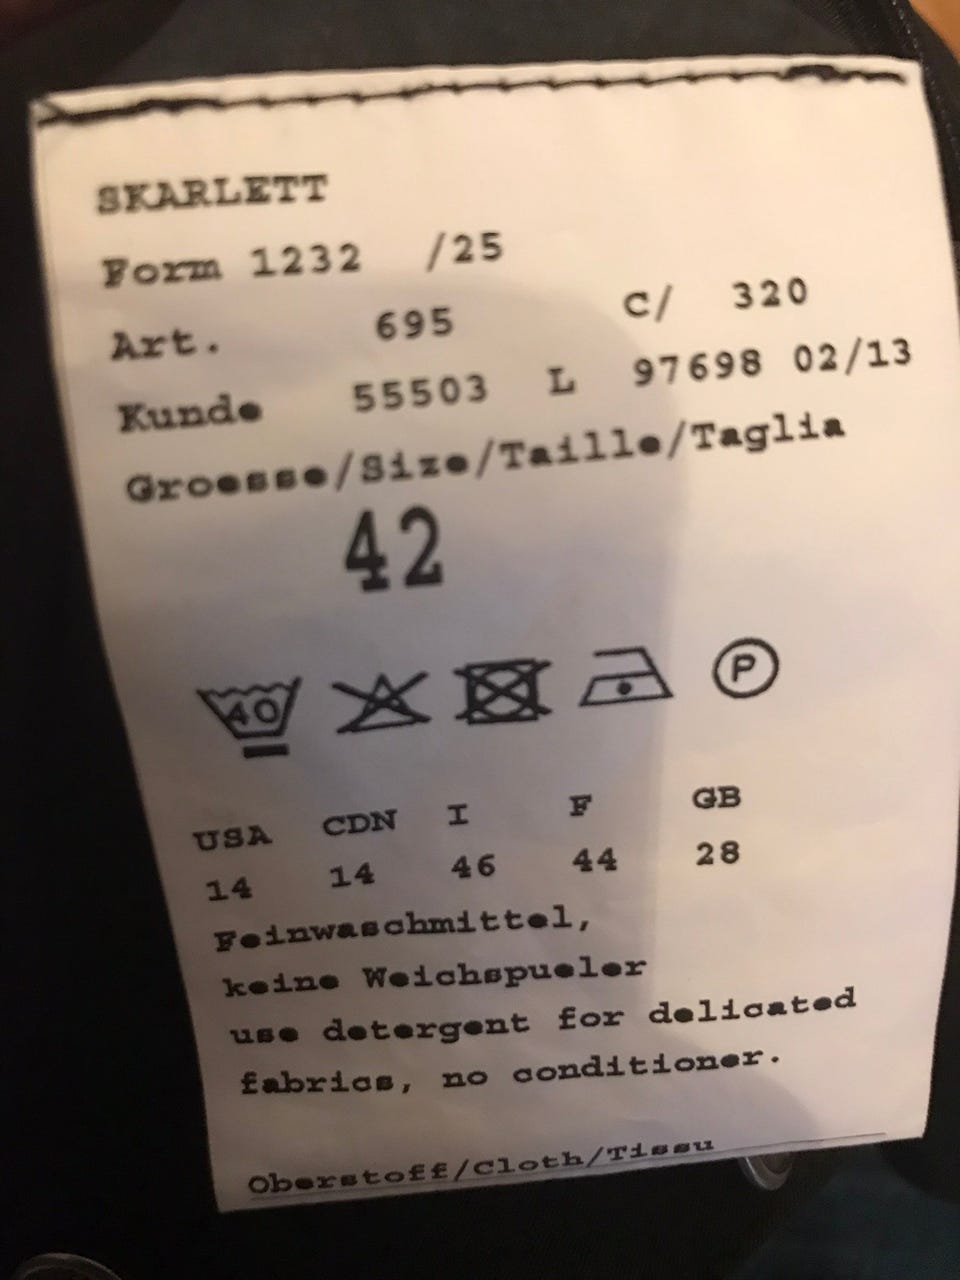 SKARLETT
Form 1232 /25
Art. 695 C/ 320
Kunde 55503 L 97698 02/13
Groesse/Size/Taille/Taglia
42
40 P
USA CDN I F GB
14 14 46 44 28
Feinwaschmittel,
keine Weichspueler
use detergent for delicated
fabrics, no conditioner.
Oberstoff/Cloth/Tissu